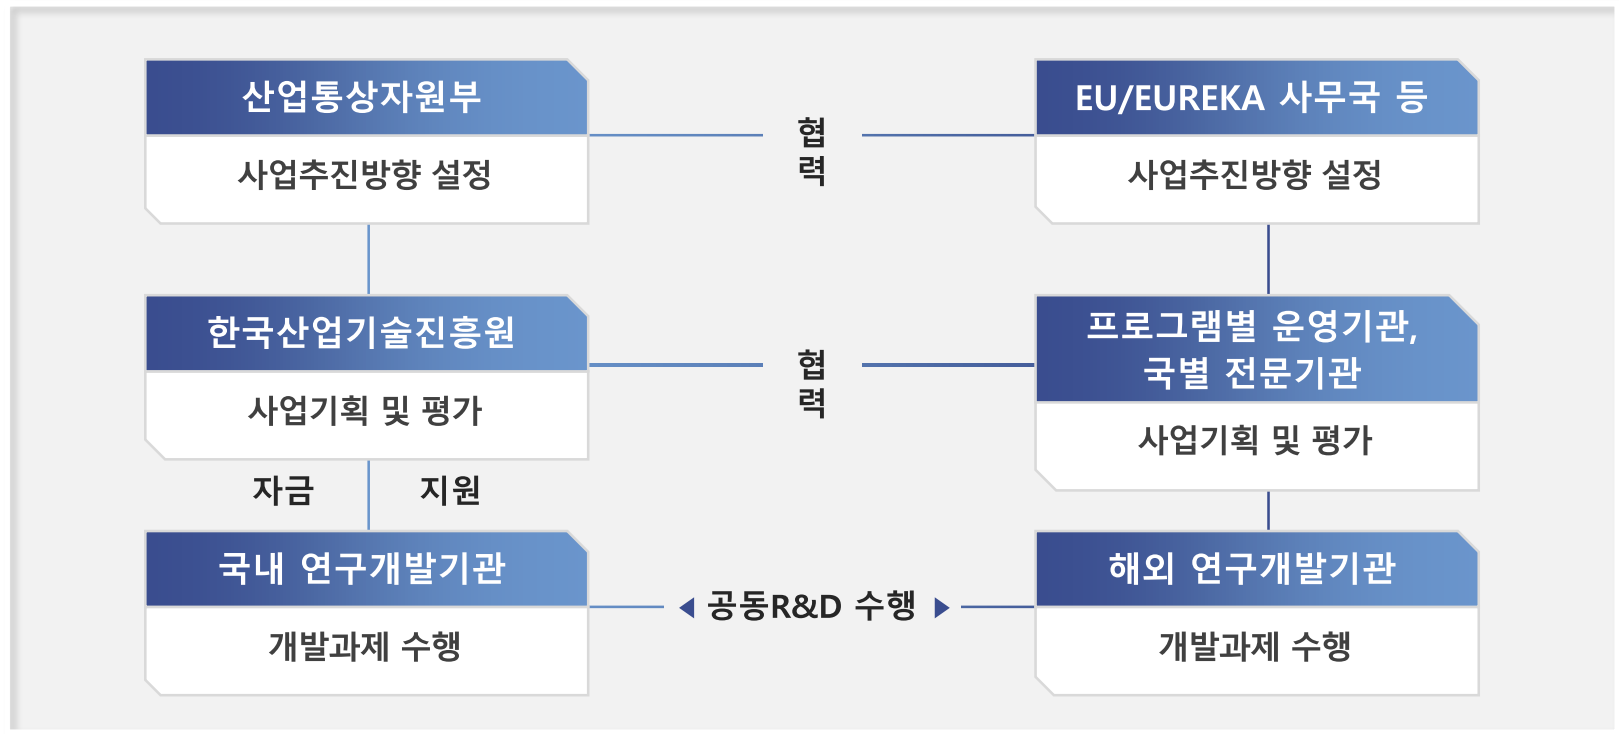 산업통상자원부
사업추진방향 설정
협
력
EU/EUREKA 사무국 등
사업추진방향 설정
한국산업기술진흥원
사업기획 및 평가
협
력
프로그램별 운영기관,
국별 전문기관
사업기획 및 평가
자금 지원
국내 연구개발기관
개발과제 수행
공동R&D 수행
해외 연구개발기관
개발과제 수행